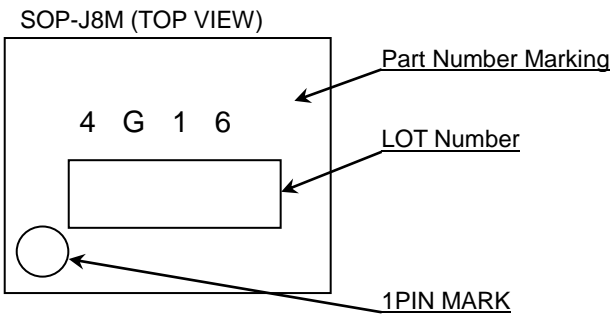 SOP-J8M (TOP VIEW)
Part Number Marking
4 G 1 6
LOT Number
1PIN MARK